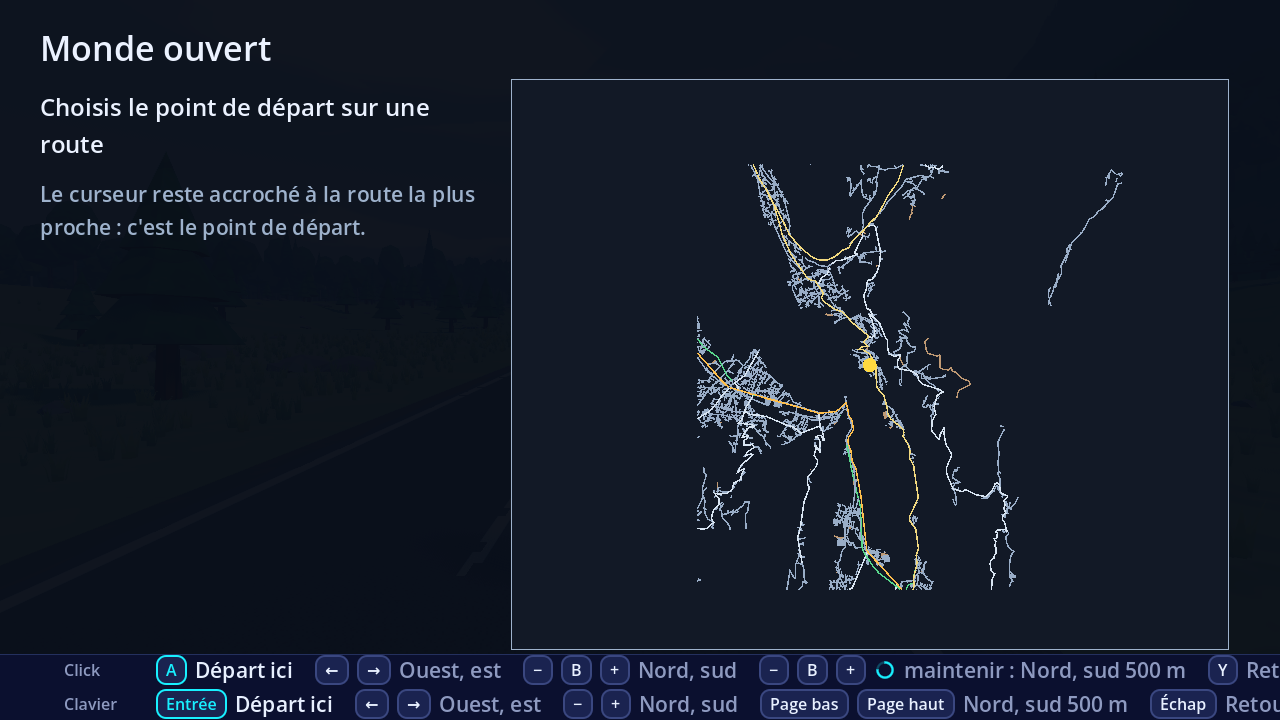 Monde ouvert
Choisis le point de départ sur une
route
Le curseur reste accroché à la route la plus
proche : c'est le point de départ.
Click A Départ ici ← → Ouest, est − B + Nord, sud − B + maintenir : Nord, sud 500 m Y Ret
Clavier Entrée Départ ici ← → Ouest, est − + Nord, sud Page bas Page haut Nord, sud 500 m Échap Retou